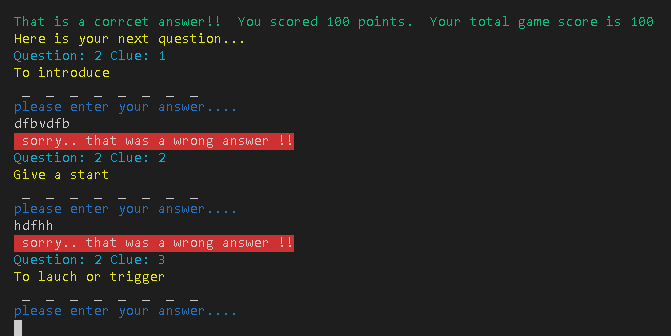 That is a corrcet answer!!  You scored 100 points.  Your total game score is 100
Here is your next question...
Question: 2 Clue: 1
To introduce
_ _ _ _ _ _ _ _
please enter your answer....
dfbvdfb
sorry.. that was a wrong answer !!
Question: 2 Clue: 2
Give a start
_ _ _ _ _ _ _ _
please enter your answer....
hdfhh
sorry.. that was a wrong answer !!
Question: 2 Clue: 3
To lauch or trigger
_ _ _ _ _ _ _ _
please enter your answer....